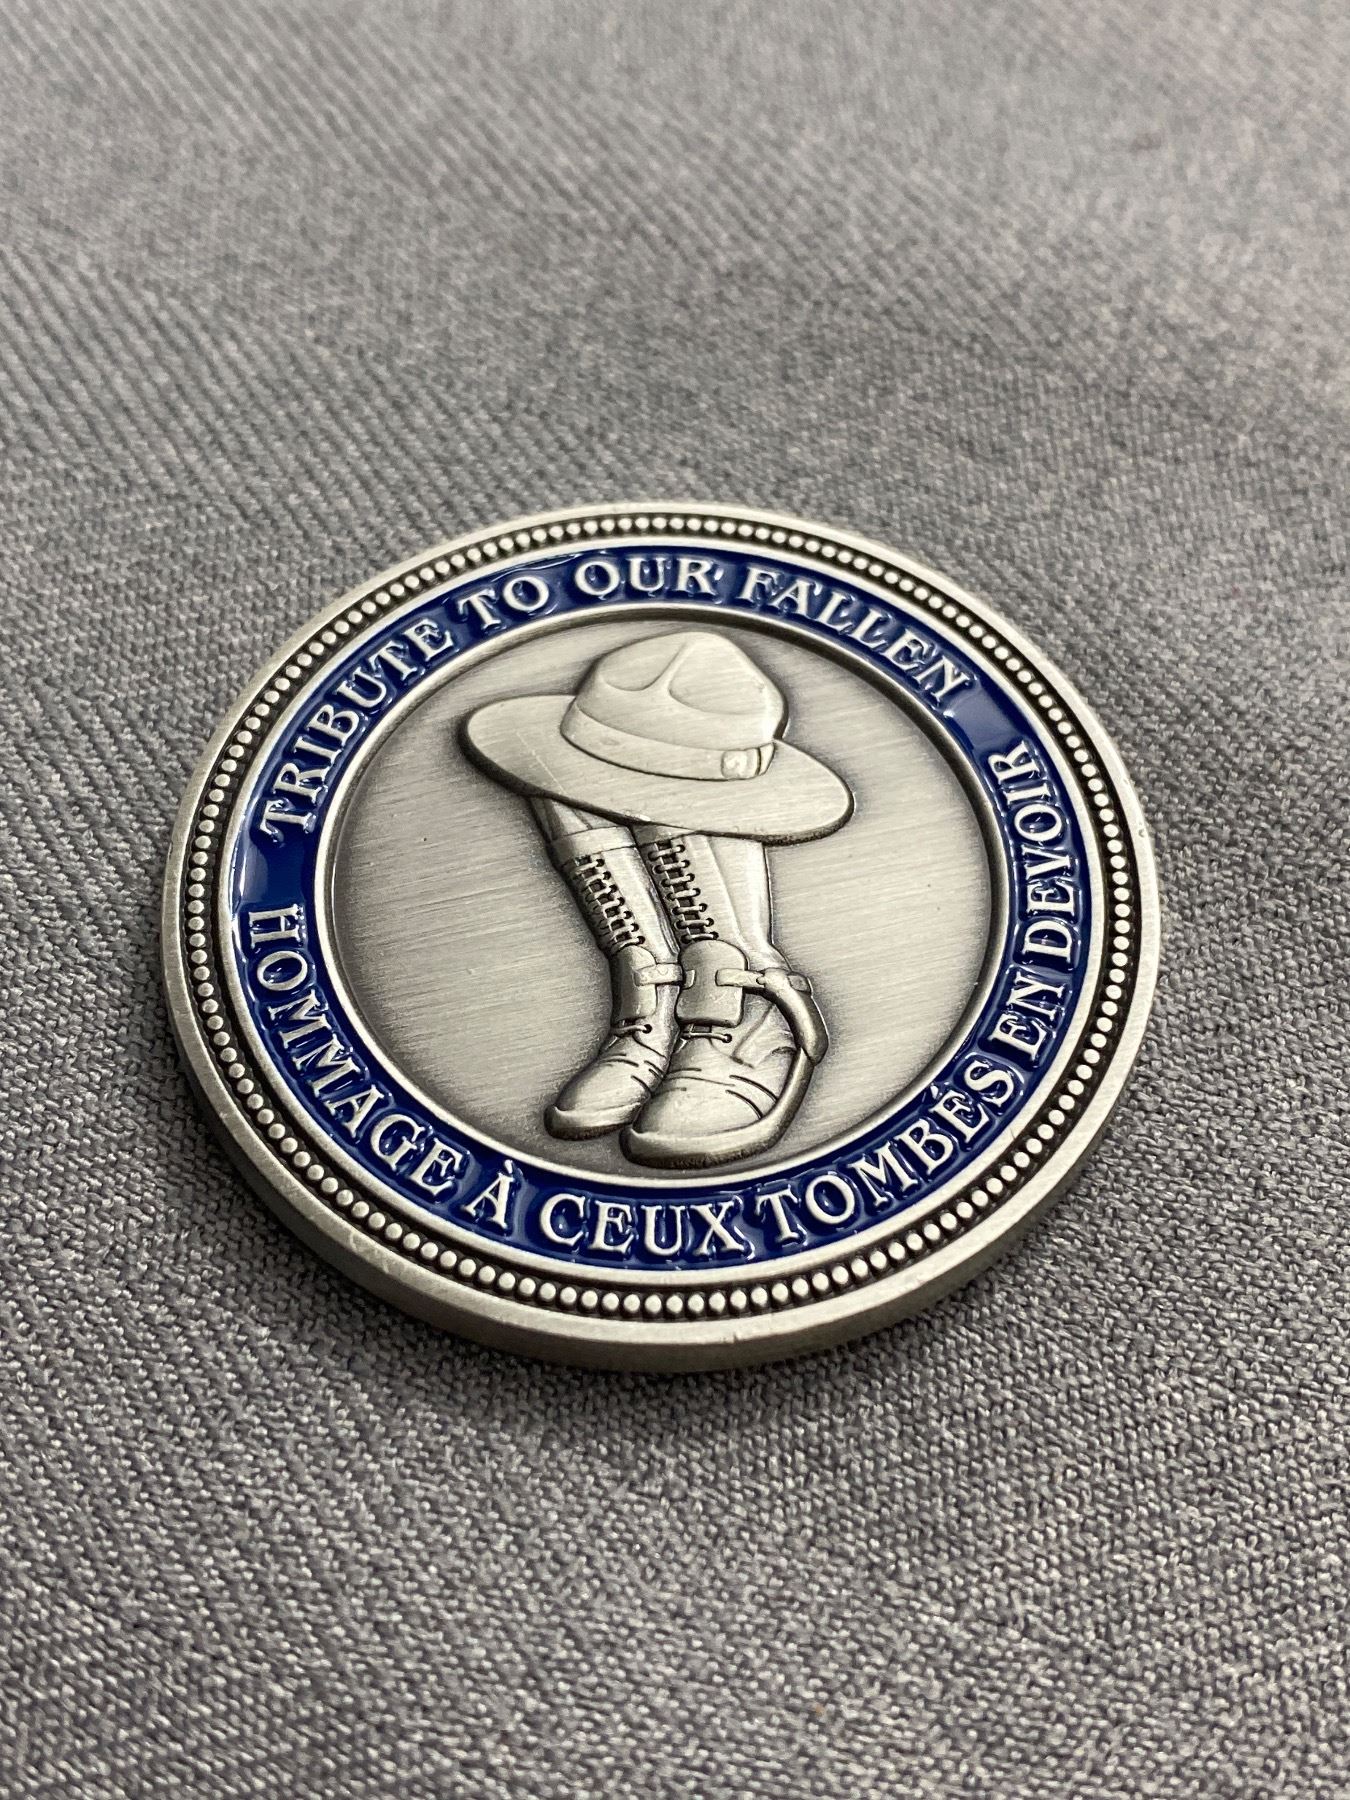 TRIBUTE TO OUR FALLEN
HOMMAGE À CEUX TOMBÉS EN DEVOIR